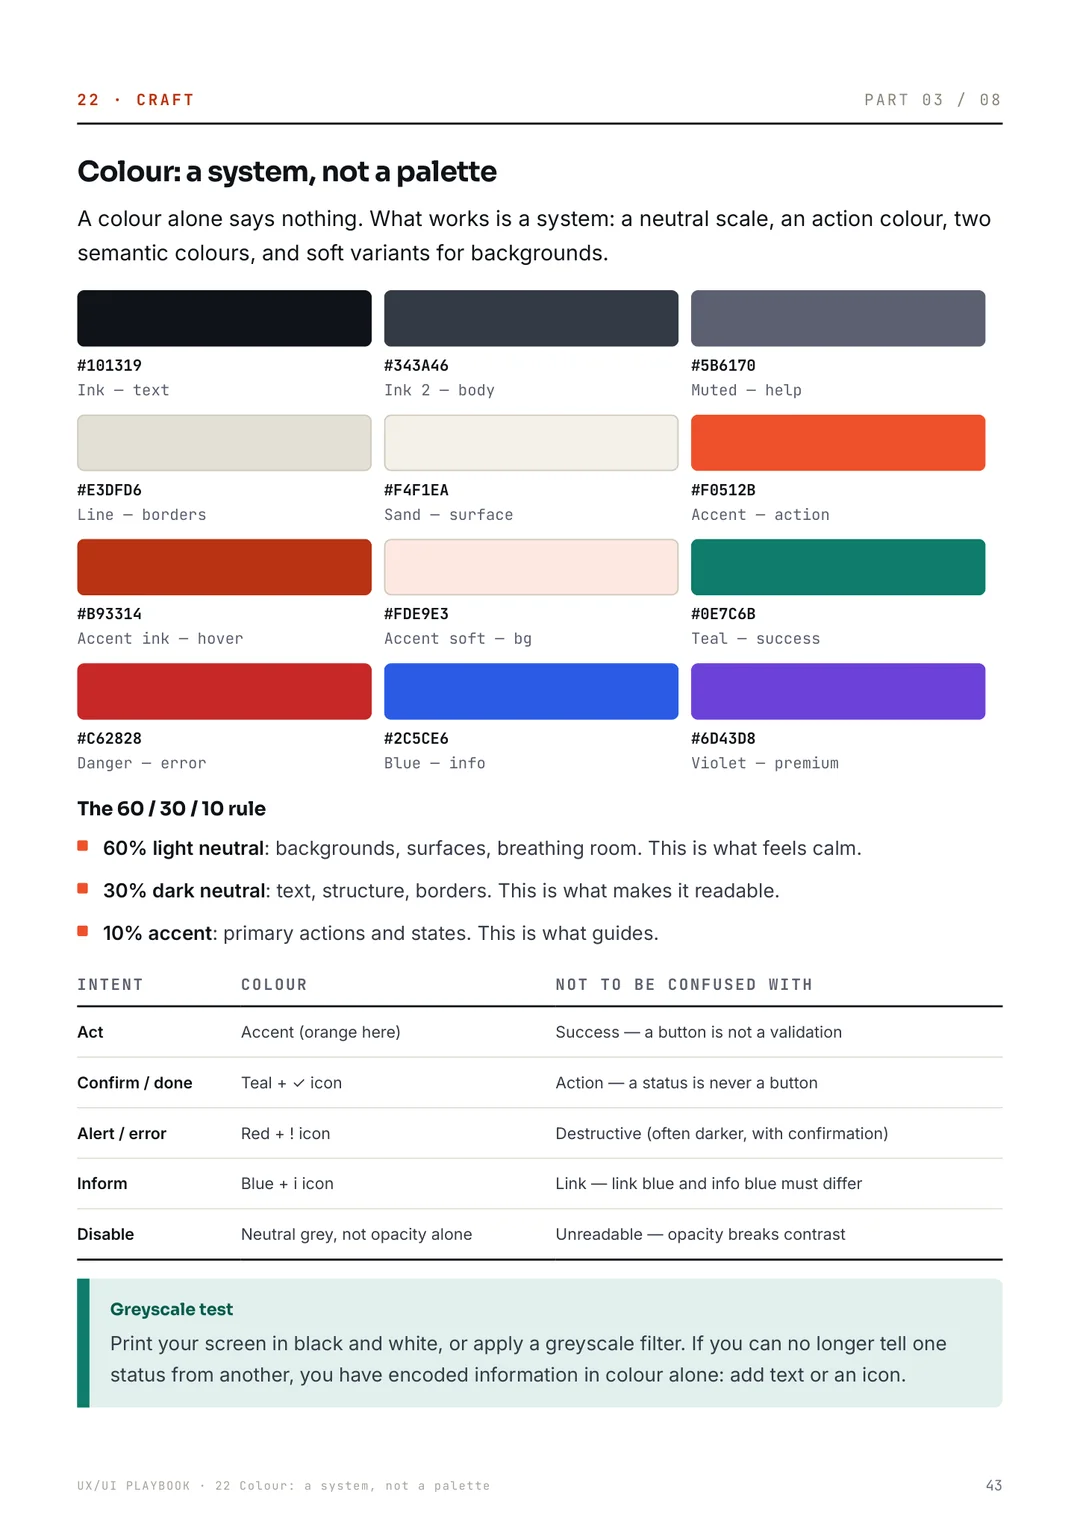 22 · CRAFT
PART 03 / 08
Colour: a system, not a palette
A colour alone says nothing. What works is a system: a neutral scale, an action colour, two
semantic colours, and soft variants for backgrounds.
#101319
Ink — text
#343A46
Ink 2 — body
#5B6170
Muted — help
#E3DFD6
Line — borders
#F4F1EA
Sand — surface
#F0512B
Accent — action
#B93314
Accent ink — hover
#FDE9E3
Accent soft — bg
#0E7C6B
Teal — success
#C62828
Danger — error
#2C5CE6
Blue — info
#6D43D8
Violet — premium
The 60 / 30 / 10 rule
60% light neutral: backgrounds, surfaces, breathing room. This is what feels calm.
30% dark neutral: text, structure, borders. This is what makes it readable.
10% accent: primary actions and states. This is what guides.
INTENT COLOUR NOT TO BE CONFUSED WITH
Act Accent (orange here) Success — a button is not a validation
Confirm / done Teal + ✓ icon Action — a status is never a button
Alert / error Red + ! icon Destructive (often darker, with confirmation)
Inform Blue + i icon Link — link blue and info blue must differ
Disable Neutral grey, not opacity alone Unreadable — opacity breaks contrast
Greyscale test
Print your screen in black and white, or apply a greyscale filter. If you can no longer tell one
status from another, you have encoded information in colour alone: add text or an icon.
UX/UI PLAYBOOK · 22 Colour: a system, not a palette
43